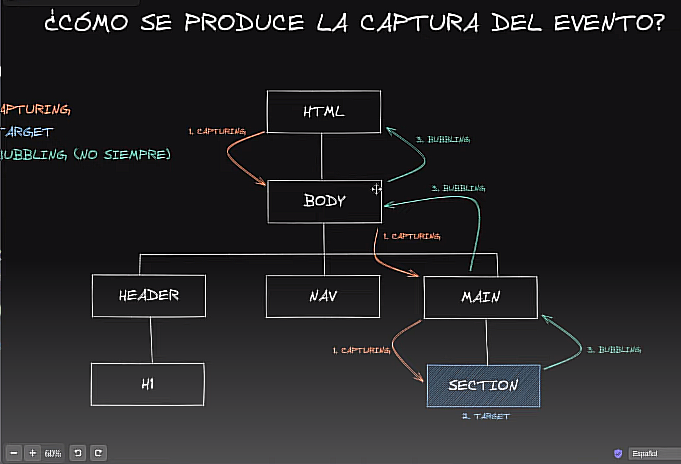 ¿CÓMO SE PRODUCE LA CAPTURA DEL EVENTO?
APTURING
TARGET
BUBBLING (NO SIEMPRE)
HTML
1. CAPTURING
3. BUBBLING
BODY
3. BUBBLING
1. CAPTURING
HEADER
NAV
MAIN
1. CAPTURING
3. BUBBLING
H1
SECTION
2. TARGET
60%
Español